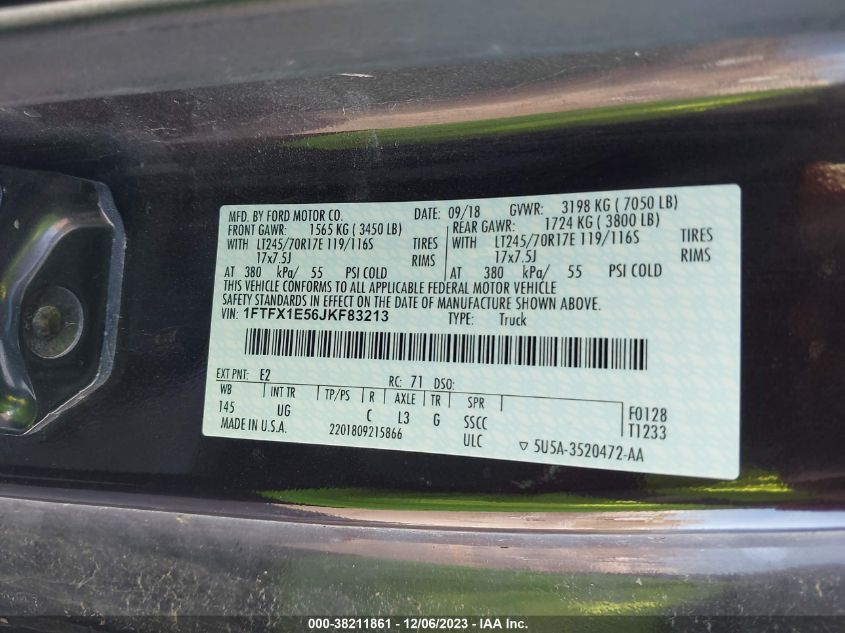 MFD. BY FORD MOTOR CO. DATE: 09/18 GVWR: 3198 KG ( 7050 LB)
FRONT GAWR: 1565 KG ( 3450 LB) REAR GAWR: 1724 KG ( 3800 LB)
WITH LT245/70R17E 119/116S TIRES WITH LT245/70R17E 119/116S TIRES
17x7.5J RIMS 17x7.5J RIMS
AT 380 kPa/ 55 PSI COLD AT 380 kPa/ 55 PSI COLD
THIS VEHICLE CONFORMS TO ALL APPLICABLE FEDERAL MOTOR VEHICLE
SAFETY STANDARDS IN EFFECT ON THE DATE OF MANUFACTURE SHOWN ABOVE.
VIN: 1FTFX1E56JKF83213 TYPE: Truck
EXT PNT: E2 RC: 71 DSO:
WB INT TR TP/PS R AXLE TR SPR
145 UG C L3 G SSCC F0128
T1233
MADE IN U.S.A. 2201809215866 ULC ▽ 5U5A-3520472-AA
000-38211861 - 12/06/2023 - IAA Inc.